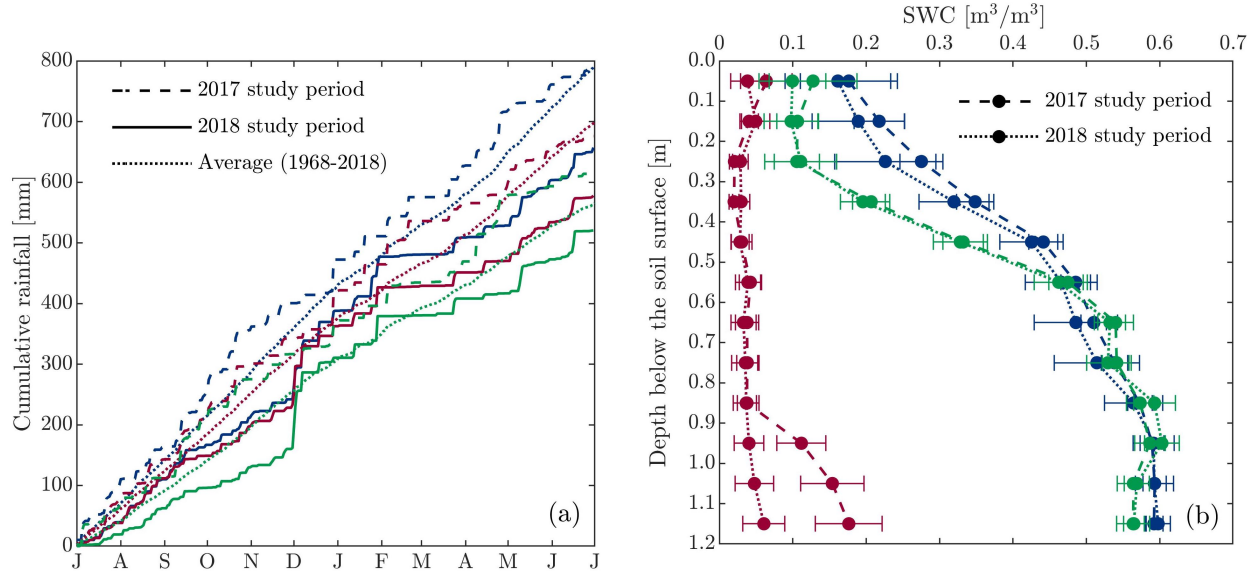 Cumulative rainfall [mm]
800
700
600
500
400
300
200
100
0
J A S O N D J F M A M J J
2017 study period
2018 study period
Average (1968-2018)
(a)
SWC [m³/m³]
0 0.1 0.2 0.3 0.4 0.5 0.6 0.7
Depth below the soil surface [m]
0.0
0.1
0.2
0.3
0.4
0.5
0.6
0.7
0.8
0.9
1.0
1.1
1.2
2017 study period
2018 study period
(b)